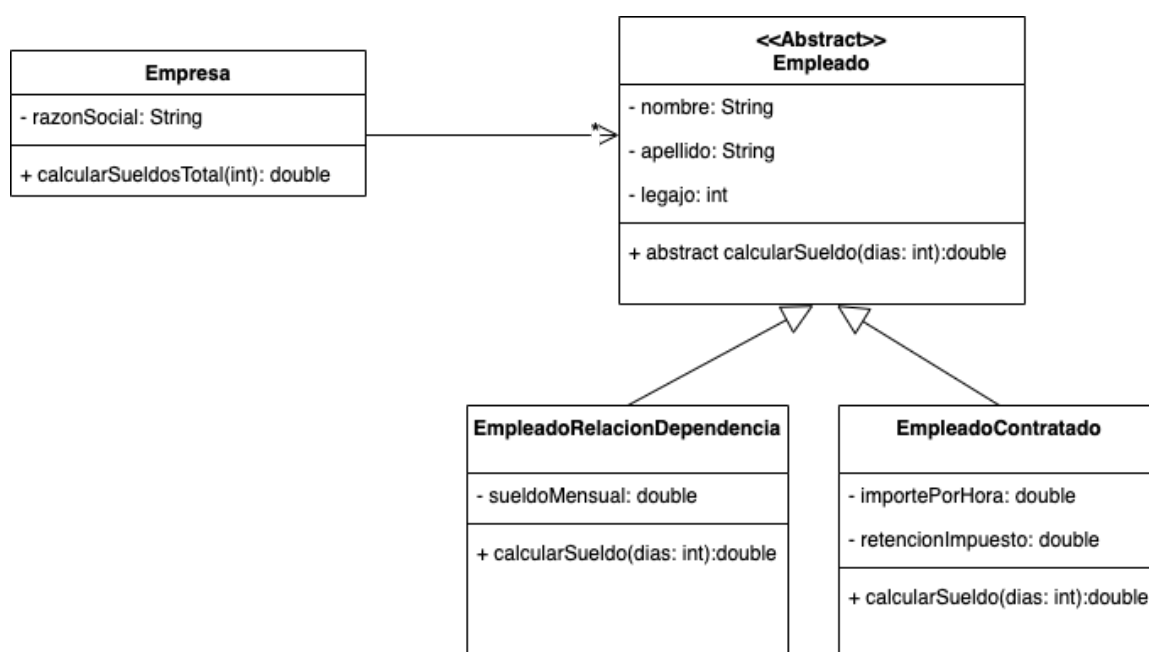 Empresa
- razonSocial: String
+ calcularSueldosTotal(int): double
*
<<Abstract>>
Empleado
- nombre: String
- apellido: String
- legajo: int
+ abstract calcularSueldo(dias: int):double
EmpleadoRelacionDependencia
- sueldoMensual: double
+ calcularSueldo(dias: int):double
EmpleadoContratado
- importePorHora: double
- retencionImpuesto: double
+ calcularSueldo(dias: int):double